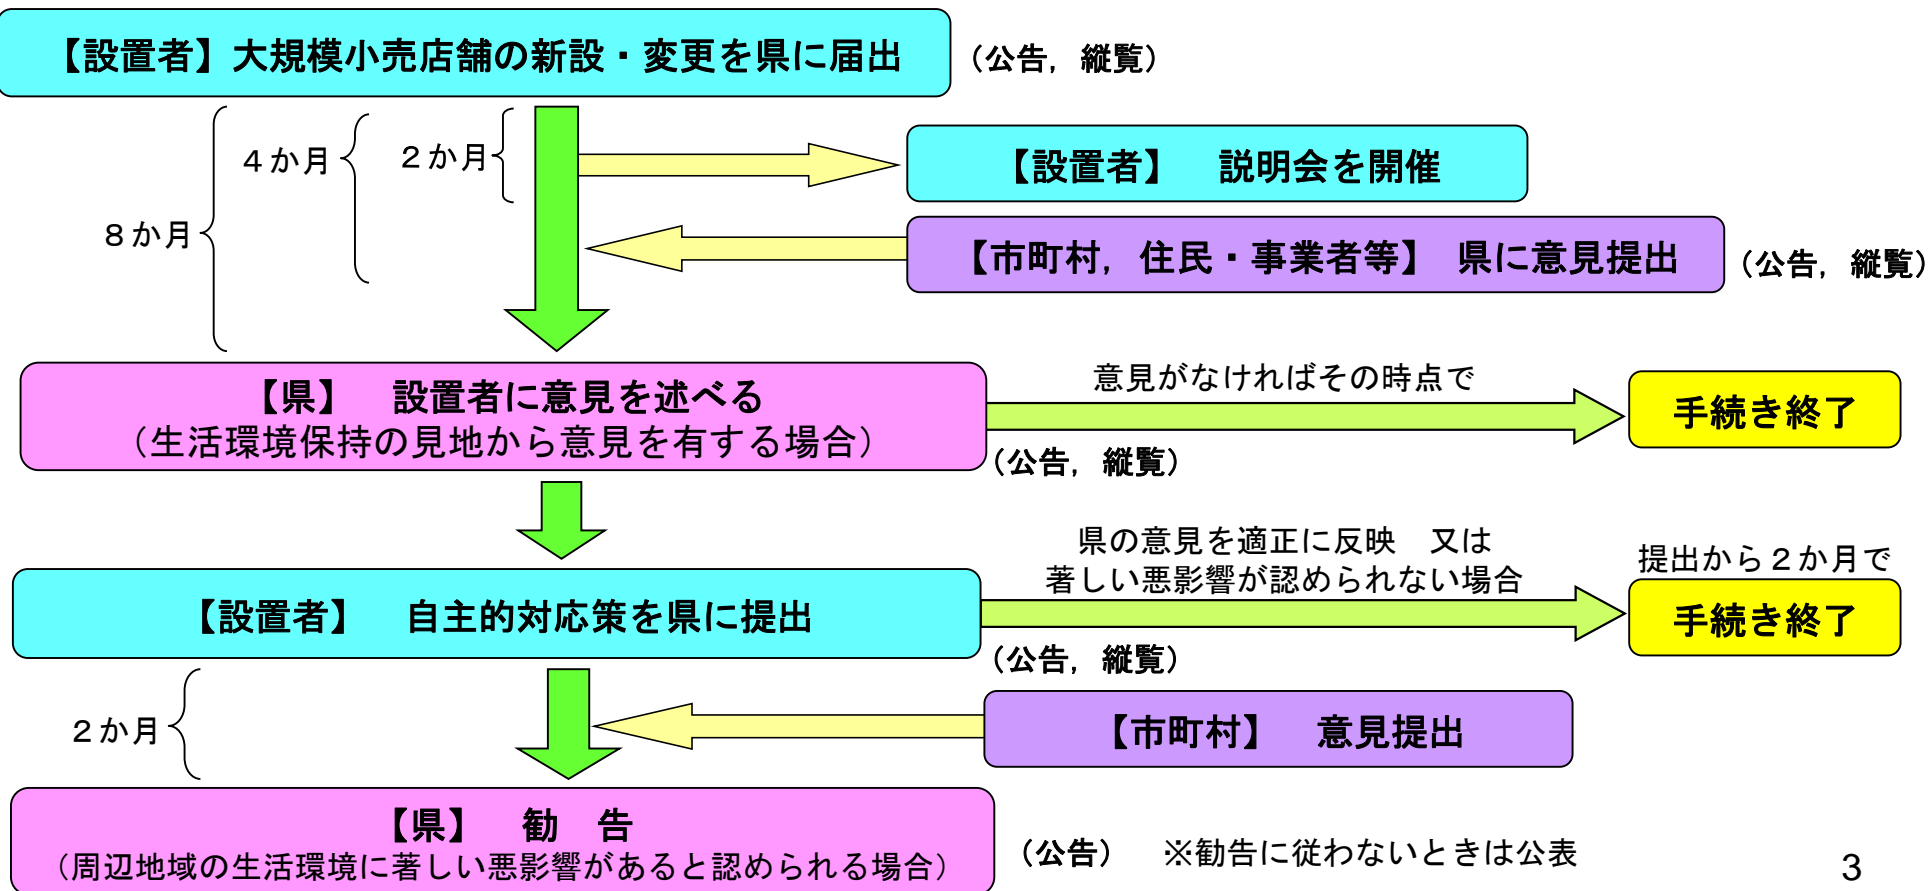 【設置者】大規模小売店舗の新設・変更を県に届出
（公告，縦覧）
２か月
４か月
８か月
【設置者】　説明会を開催
【市町村，住民・事業者等】　県に意見提出
（公告，縦覧）
【県】　設置者に意見を述べる
（生活環境保持の見地から意見を有する場合）
意見がなければその時点で
手続き終了
（公告，縦覧）
県の意見を適正に反映　又は
著しい悪影響が認められない場合
提出から２か月で
【設置者】　自主的対応策を県に提出
手続き終了
（公告，縦覧）
２か月
【市町村】　意見提出
【県】　勧　告
（周辺地域の生活環境に著しい悪影響があると認められる場合）
（公告）　※勧告に従わないときは公表
3